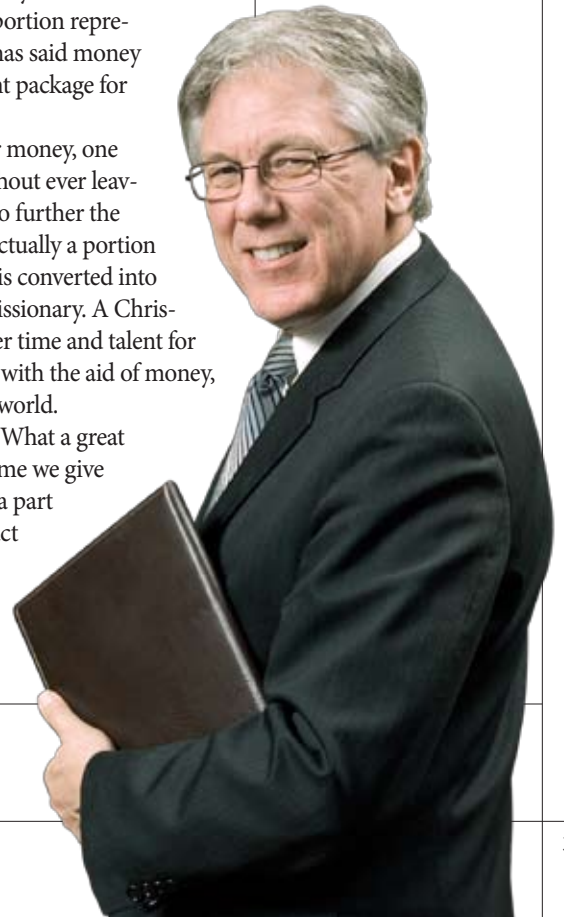 portion repre-
has said money
nt package for
money, one
hout ever leav-
o further the
ctually a portion
is converted into
issionary. A Chris-
er time and talent for
with the aid of money,
world.
What a great
me we give
a part
ct